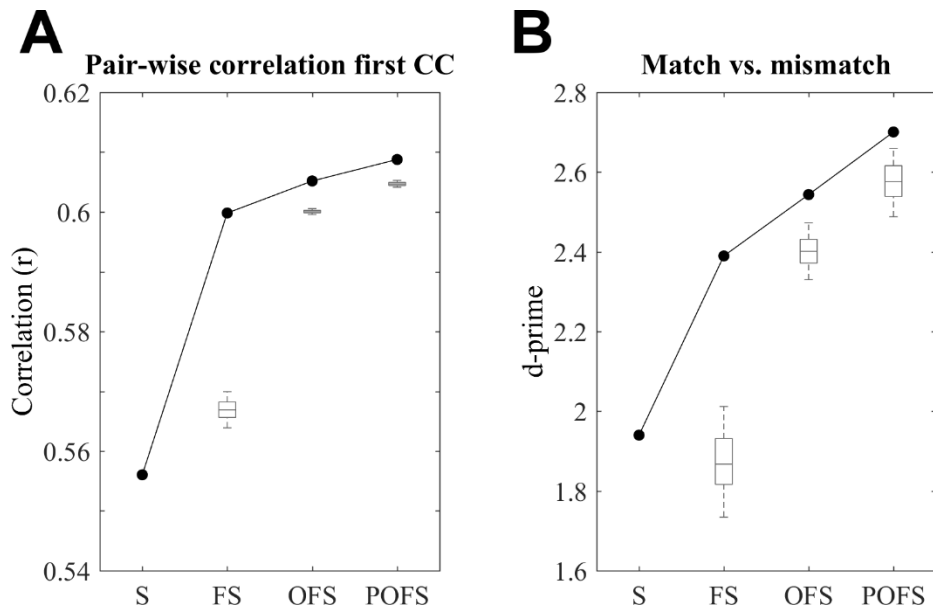 A
Pair-wise correlation first CC
Correlation (r)
0.62
0.6
0.58
0.56
0.54
S FS OFS POFS
B
Match vs. mismatch
d-prime
2.8
2.6
2.4
2.2
2
1.8
1.6
S FS OFS POFS